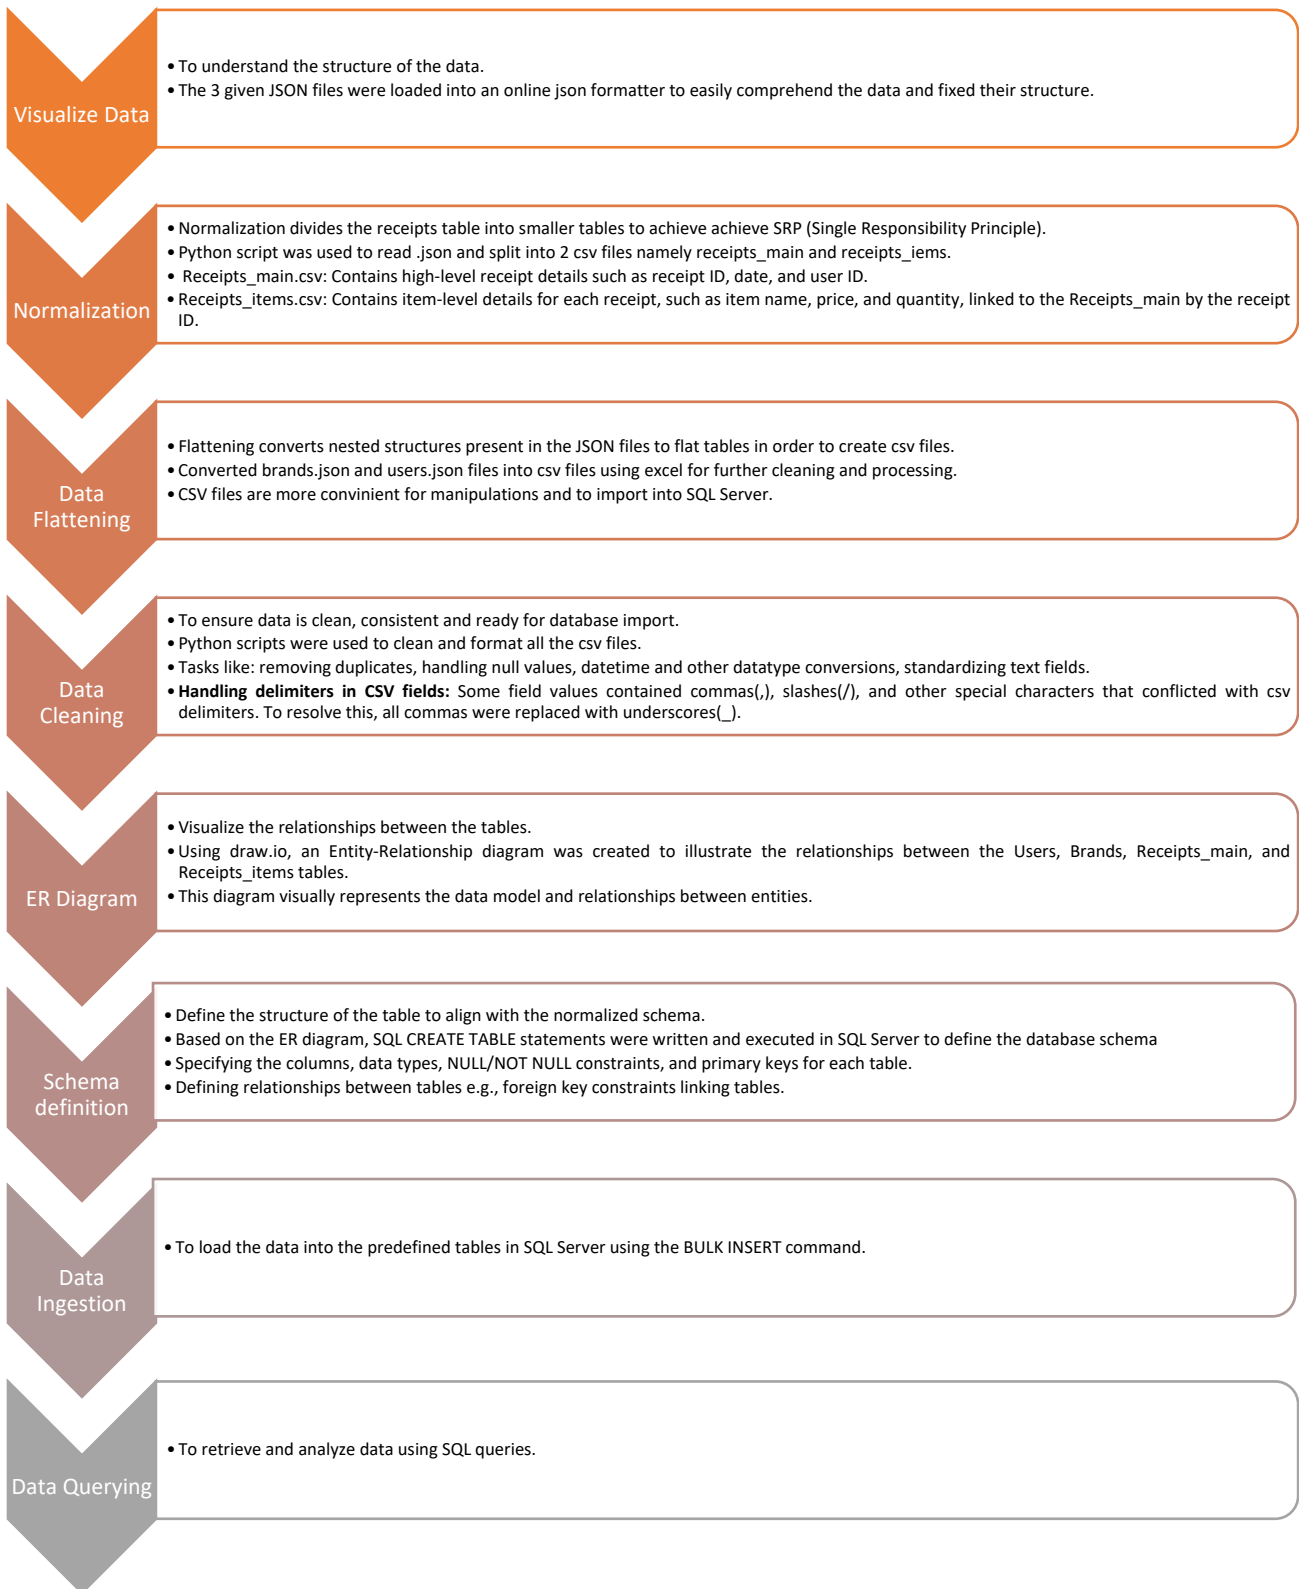 Visualize Data
• To understand the structure of the data.
• The 3 given JSON files were loaded into an online json formatter to easily comprehend the data and fixed their structure.
Normalization
• Normalization divides the receipts table into smaller tables to achieve achieve SRP (Single Responsibility Principle).
• Python script was used to read .json and split into 2 csv files namely receipts_main and receipts_iems.
• Receipts_main.csv: Contains high-level receipt details such as receipt ID, date, and user ID.
• Receipts_items.csv: Contains item-level details for each receipt, such as item name, price, and quantity, linked to the Receipts_main by the receipt
ID.
Data
Flattening
• Flattening converts nested structures present in the JSON files to flat tables in order to create csv files.
• Converted brands.json and users.json files into csv files using excel for further cleaning and processing.
• CSV files are more convinient for manipulations and to import into SQL Server.
Data
Cleaning
• To ensure data is clean, consistent and ready for database import.
• Python scripts were used to clean and format all the csv files.
• Tasks like: removing duplicates, handling null values, datetime and other datatype conversions, standardizing text fields.
• Handling delimiters in CSV fields: Some field values contained commas(,), slashes(/), and other special characters that conflicted with csv
delimiters. To resolve this, all commas were replaced with underscores(_).
ER Diagram
• Visualize the relationships between the tables.
• Using draw.io, an Entity-Relationship diagram was created to illustrate the relationships between the Users, Brands, Receipts_main, and
Receipts_items tables.
• This diagram visually represents the data model and relationships between entities.
Schema
definition
• Define the structure of the table to align with the normalized schema.
• Based on the ER diagram, SQL CREATE TABLE statements were written and executed in SQL Server to define the database schema
• Specifying the columns, data types, NULL/NOT NULL constraints, and primary keys for each table.
• Defining relationships between tables e.g., foreign key constraints linking tables.
Data
Ingestion
• To load the data into the predefined tables in SQL Server using the BULK INSERT command.
Data Querying
• To retrieve and analyze data using SQL queries.